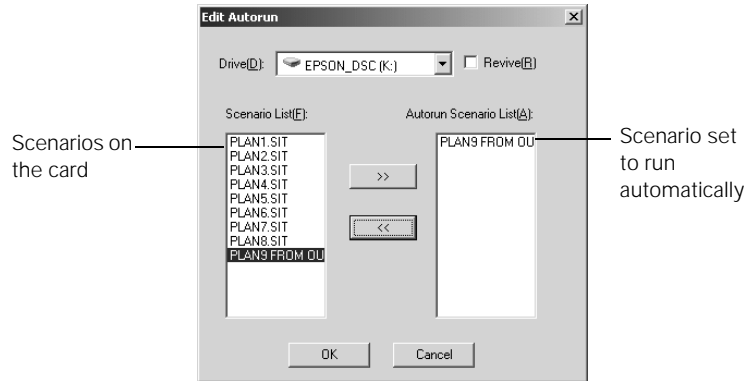 Edit Autorun
Drive(D): EPSON_DSC (K:) Revive(R)
Scenario List(F):
Autorun Scenario List(A):
Scenarios on
the card
PLAN1.SIT
PLAN2.SIT
PLAN3.SIT
PLAN4.SIT
PLAN5.SIT
PLAN6.SIT
PLAN7.SIT
PLAN8.SIT
PLAN9 FROM OU
>>
<<
PLAN9 FROM OU
Scenario set
to run
automatically
OK
Cancel